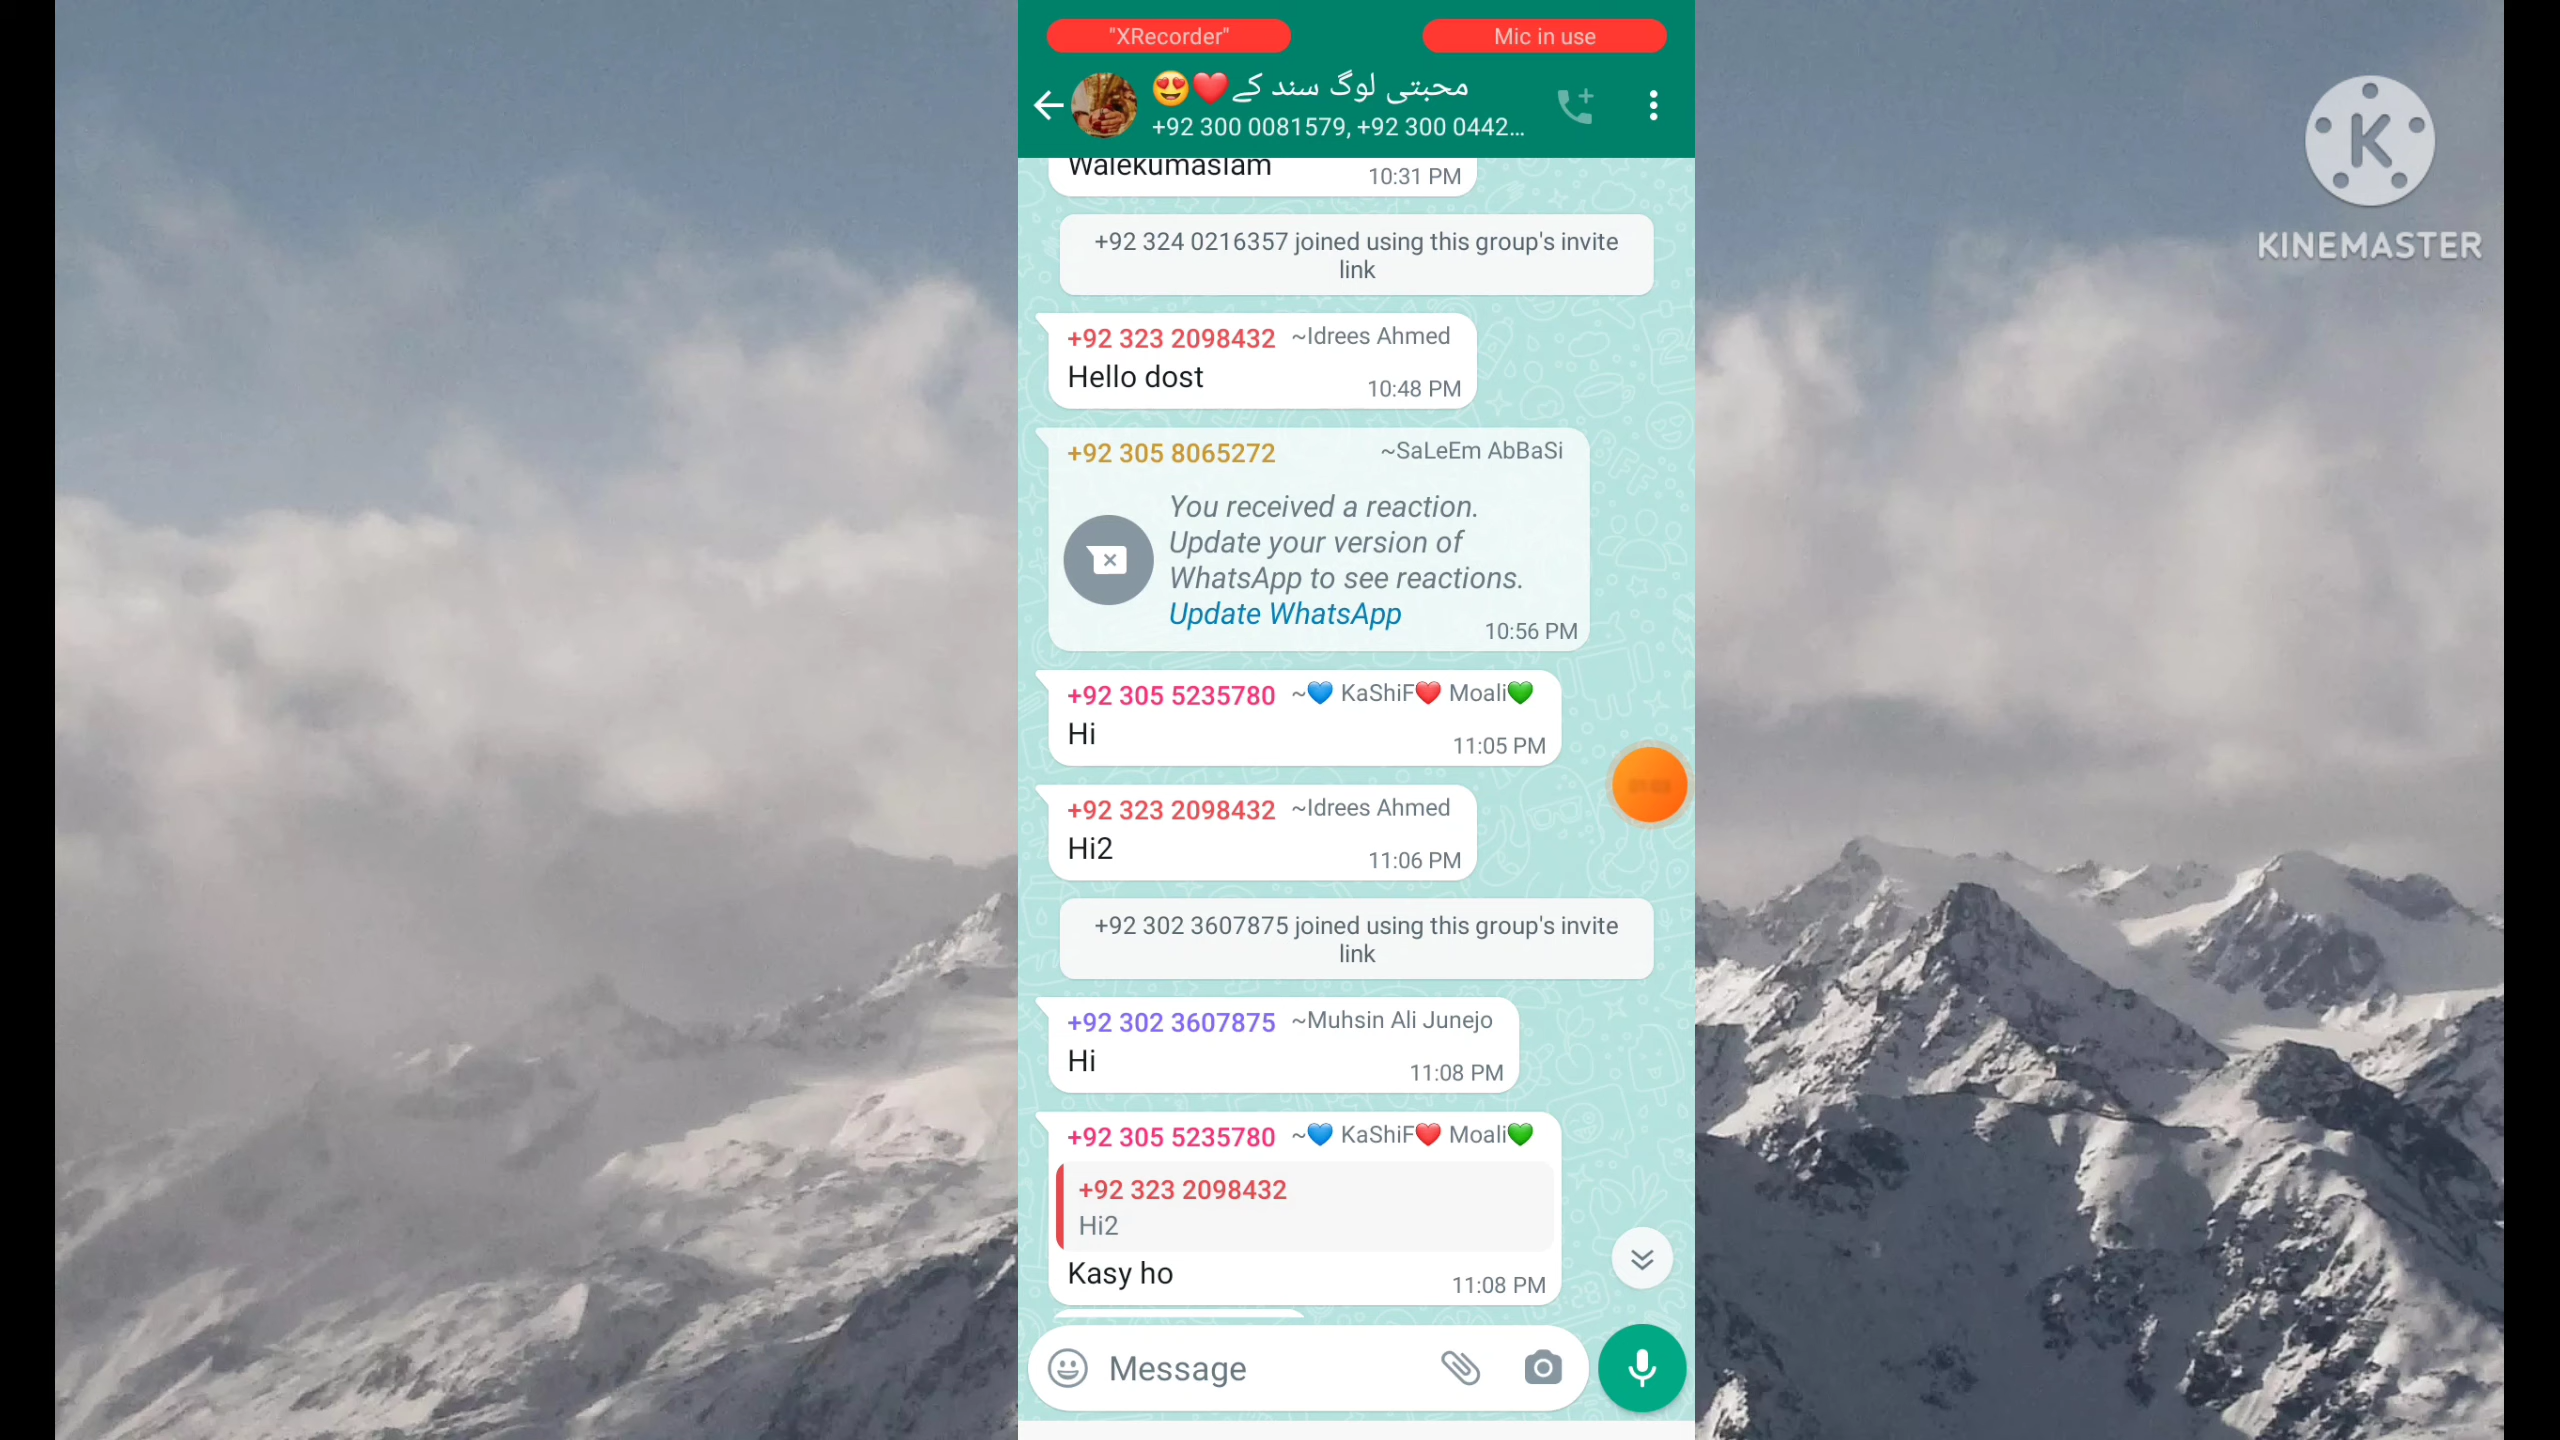 "XRecorder"
Mic in use
محبتی لوگ سند کے❤️😍
+92 300 0081579, +92 300 0442...
KINEMASTER
Walekumaslam
10:31 PM
+92 324 0216357 joined using this group's invite
link
+92 323 2098432 ~Idrees Ahmed
Hello dost
10:48 PM
+92 305 8065272 ~SaLeEm AbBaSi
You received a reaction.
Update your version of
WhatsApp to see reactions.
Update WhatsApp
10:56 PM
+92 305 5235780 ~💙 KaShiF❤️ Moali💚
Hi
11:05 PM
+92 323 2098432 ~Idrees Ahmed
Hi2
11:06 PM
+92 302 3607875 joined using this group's invite
link
+92 302 3607875 ~Muhsin Ali Junejo
Hi
11:08 PM
+92 305 5235780 ~💙 KaShiF❤️ Moali💚
+92 323 2098432
Hi2
Kasy ho
11:08 PM
Message